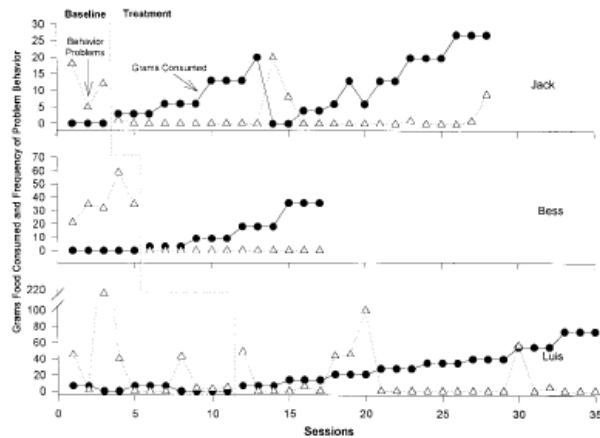 Baseline Treatment
Behavior
Problems
Grams Consumed
Jack
30
25
20
15
10
5
0
Grams Food Consumed and Frequency of Problem Behavior
Bess
70
60
50
40
30
20
10
0
Luis
220
100
80
60
40
20
0
0 5 10 15 20 25 30 35
Sessions